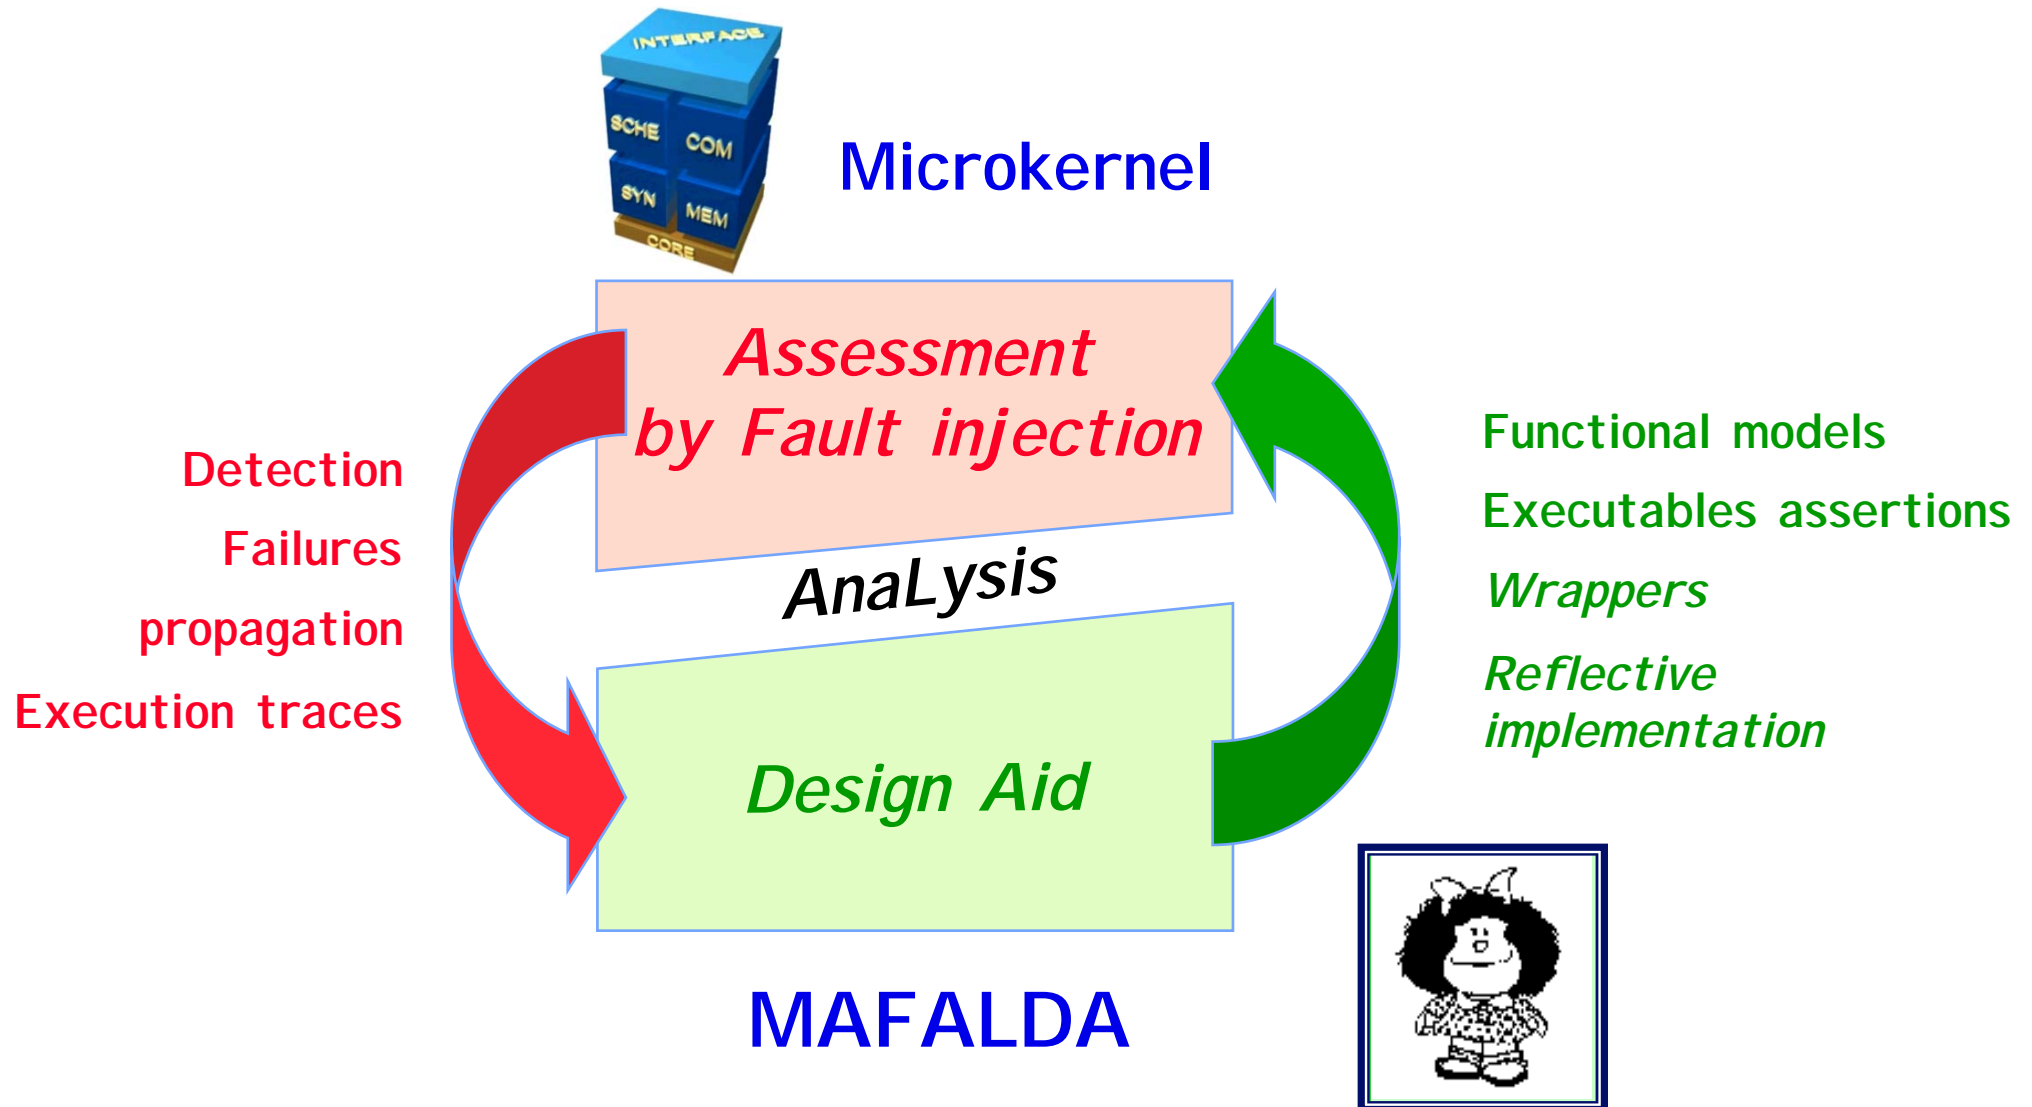 INTERFACE
SCHE
COM
SYN
MEM
CORE
Microkernel
Assessment
by Fault injection
Detection
Failures
propagation
Execution traces
AnaLysis
Design Aid
Functional models
Executables assertions
Wrappers
Reflective
implementation
MAFALDA